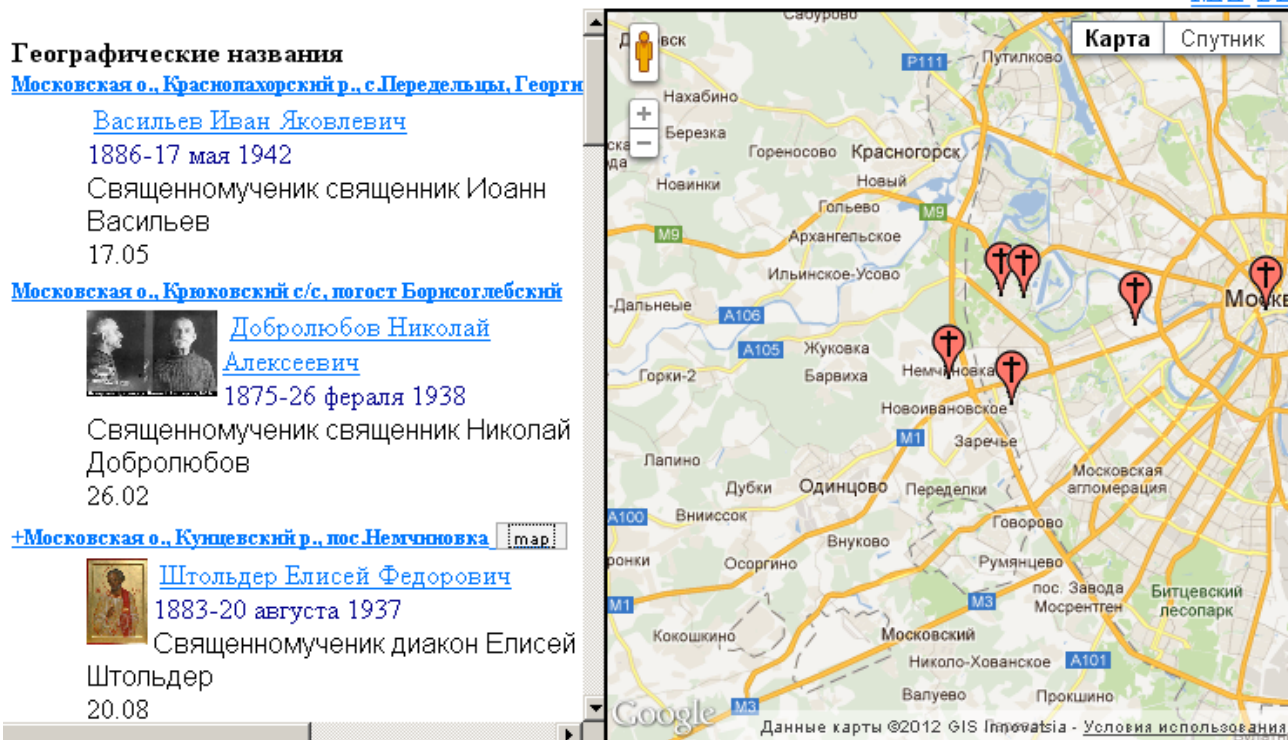 Географические названия
Московская о., Краснопахорский р., с.Передельцы, Георги
Васильев Иван Яковлевич
1886-17 мая 1942
Священномученик священник Иоанн
Васильев
17.05
Московская о., Крюковский с/с, погост Борисоглебский
Добролюбов Николай
Алексеевич
1875-26 фераля 1938
Священномученик священник Николай
Добролюбов
26.02
+Московская о., Кунцевский р., пос.Немчиновка map
Штольдер Елисей Федорович
1883-20 августа 1937
Священномученик диакон Елисей
Штольдер
20.08
Сабурово
вск
Карта Спутник
P111 Путилково
Нахабино
Березка
Гореносово Красногорск
Новинки Новый
Гольево M9
M9 Архангельское
Ильинское-Усово
-Дальнеые
A106
A105 Жуковка
Горки-2 Барвиха Немчиновка
Новоивановское
M1 Заречье
Лапино
Московская
агломерация
Дубки Одинцово Переделки
A100 Внииссок
Говорово
Внуково
Осоргино Румянцево
пос. Завода
Мосрентген
Битцевский
лесопарк
M1 M3
Кокошкино Московский
Николо-Хованское A101
Валуево Прокшино
M3
Google
Данные карты ©2012 GIS Innovatsia - Условия использования